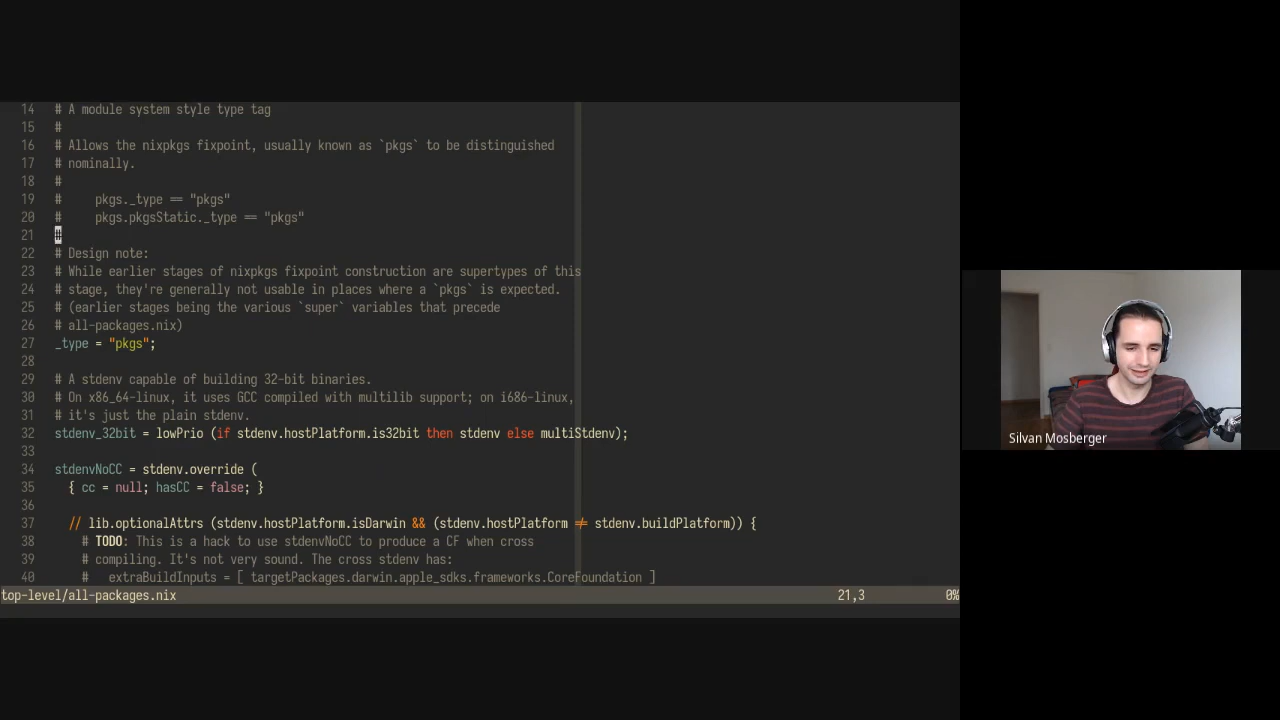 14 # A module system style type tag
15 #
16 # Allows the nixpkgs fixpoint, usually known as `pkgs` to be distinguished
17 # nominally.
18 #
19 #     pkgs._type == "pkgs"
20 #     pkgs.pkgsStatic._type == "pkgs"
21 #
22 # Design note:
23 # While earlier stages of nixpkgs fixpoint construction are supertypes of this
24 # stage, they're generally not usable in places where a `pkgs` is expected.
25 # (earlier stages being the various `super` variables that precede
26 # all-packages.nix)
27 _type = "pkgs";
28
29 # A stdenv capable of building 32-bit binaries.
30 # On x86_64-linux, it uses GCC compiled with multilib support; on i686-linux,
31 # it's just the plain stdenv.
32 stdenv_32bit = lowPrio (if stdenv.hostPlatform.is32bit then stdenv else multiStdenv);
33
34 stdenvNoCC = stdenv.override (
35   { cc = null; hasCC = false; }
36
37   // lib.optionalAttrs (stdenv.hostPlatform.isDarwin && (stdenv.hostPlatform != stdenv.buildPlatform)) {
38     # TODO: This is a hack to use stdenvNoCC to produce a CF when cross
39     # compiling. It's not very sound. The cross stdenv has:
40     #   extraBuildInputs = [ targetPackages.darwin.apple_sdks.frameworks.CoreFoundation ]
top-level/all-packages.nix 21,3 0%
Silvan Mosberger